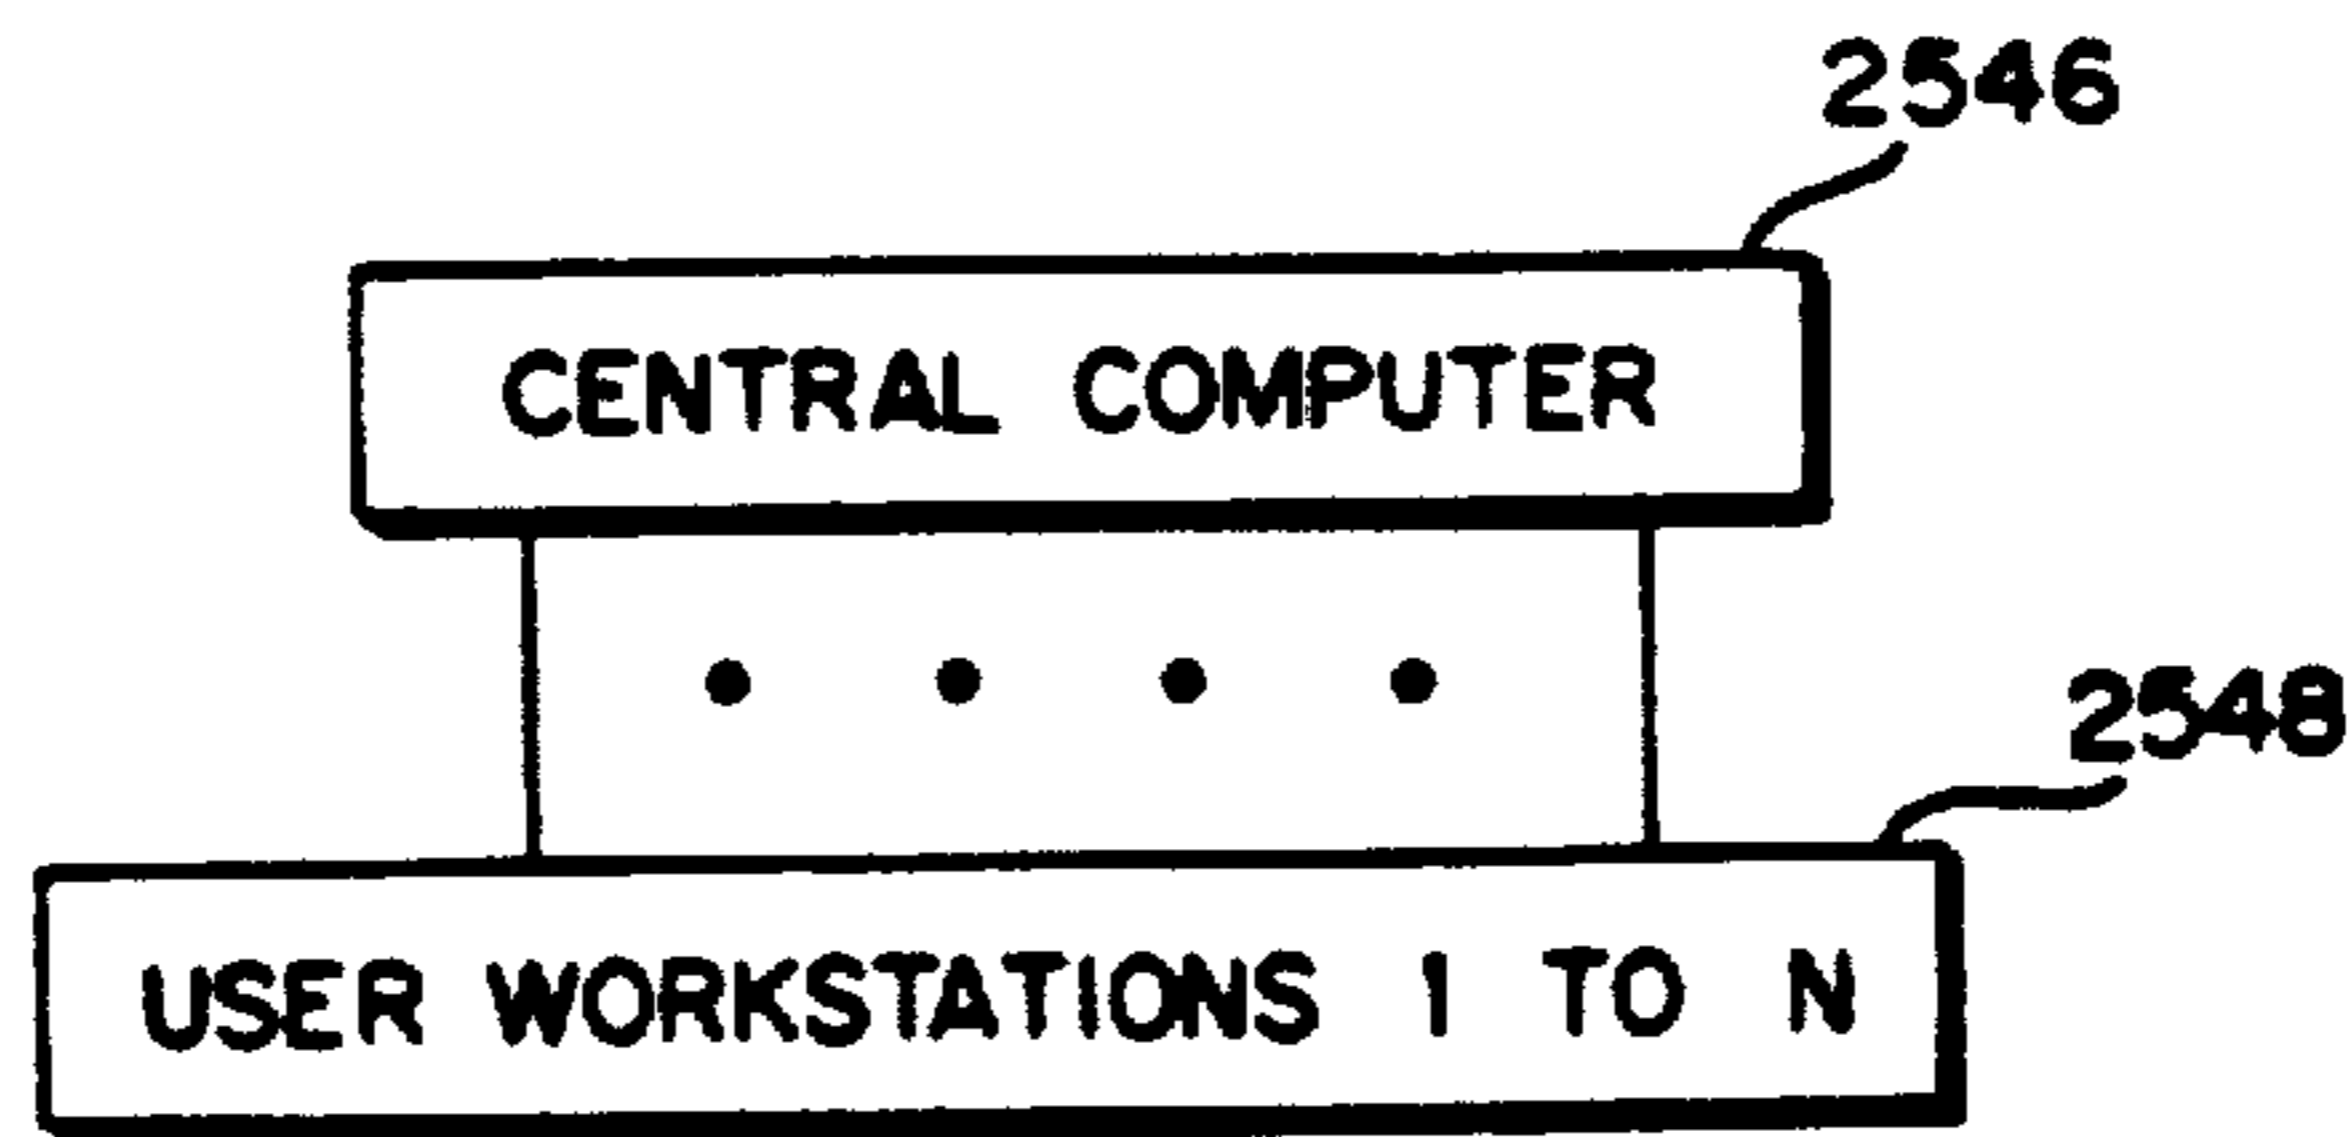 2546
CENTRAL COMPUTER
2548
USER WORKSTATIONS 1 TO N